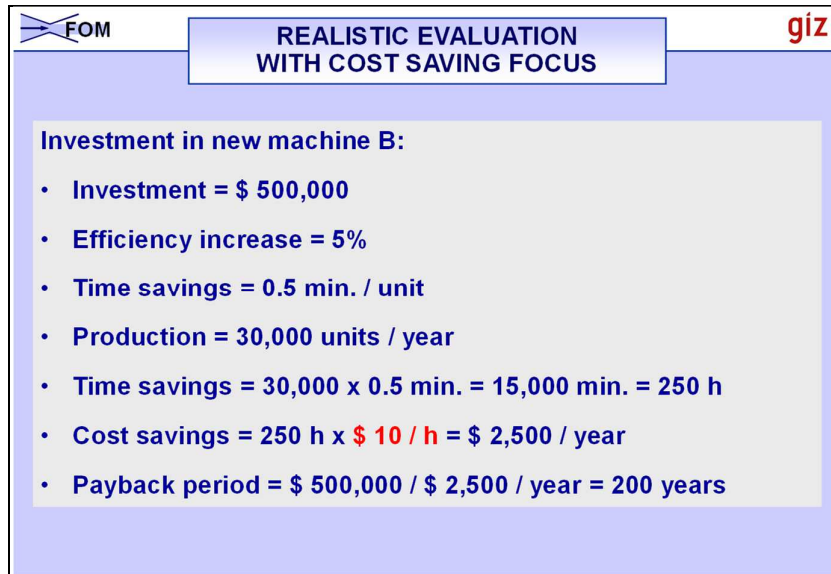 FOM
REALISTIC EVALUATION
WITH COST SAVING FOCUS
giz
Investment in new machine B:
• Investment = $ 500,000
• Efficiency increase = 5%
• Time savings = 0.5 min. / unit
• Production = 30,000 units / year
• Time savings = 30,000 x 0.5 min. = 15,000 min. = 250 h
• Cost savings = 250 h x $ 10 / h = $ 2,500 / year
• Payback period = $ 500,000 / $ 2,500 / year = 200 years